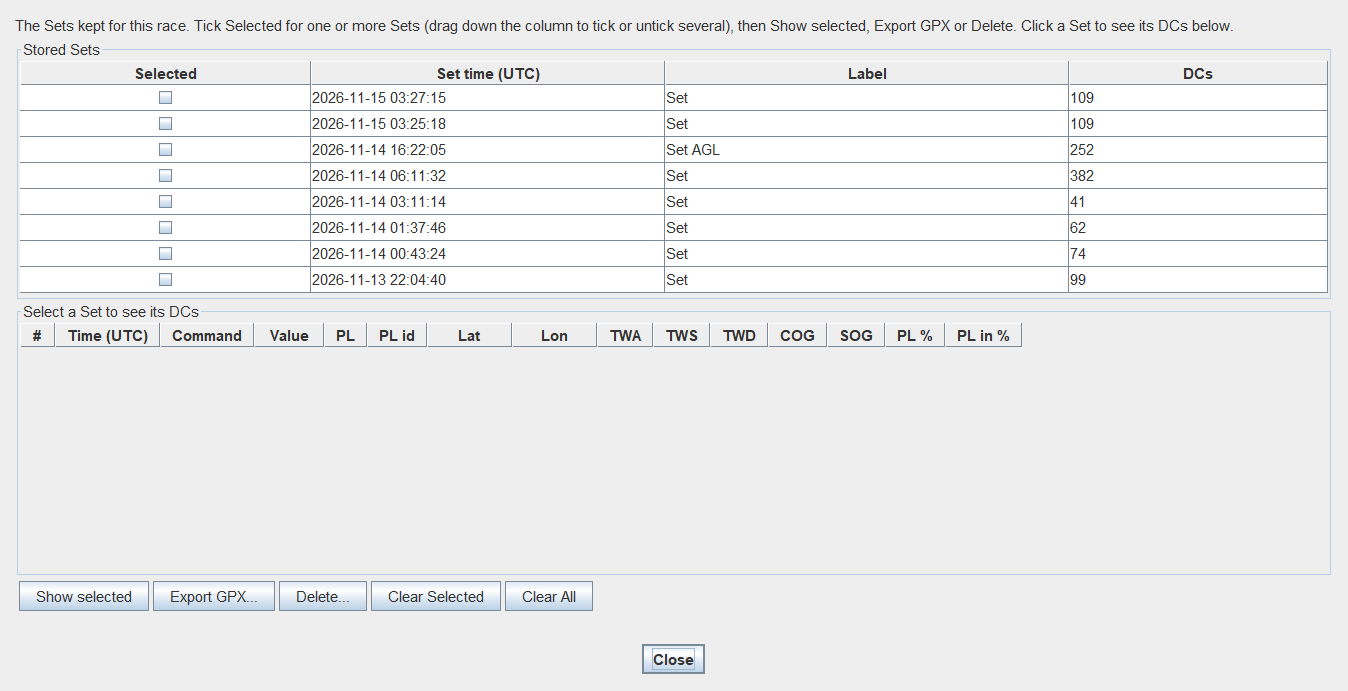 The Sets kept for this race. Tick Selected for one or more Sets (drag down the column to tick or untick several), then Show selected, Export GPX or Delete. Click a Set to see its DCs below.
Stored Sets
Selected Set time (UTC) Label DCs
2026-11-15 03:27:15 Set 109
2026-11-15 03:25:18 Set 109
2026-11-14 16:22:05 Set AGL 252
2026-11-14 06:11:32 Set 382
2026-11-14 03:11:14 Set 41
2026-11-14 01:37:46 Set 62
2026-11-14 00:43:24 Set 74
2026-11-13 22:04:40 Set 99
Select a Set to see its DCs
# Time (UTC) Command Value PL PL id Lat Lon TWA TWS TWD COG SOG PL % PL in %
Show selected Export GPX... Delete... Clear Selected Clear All
Close